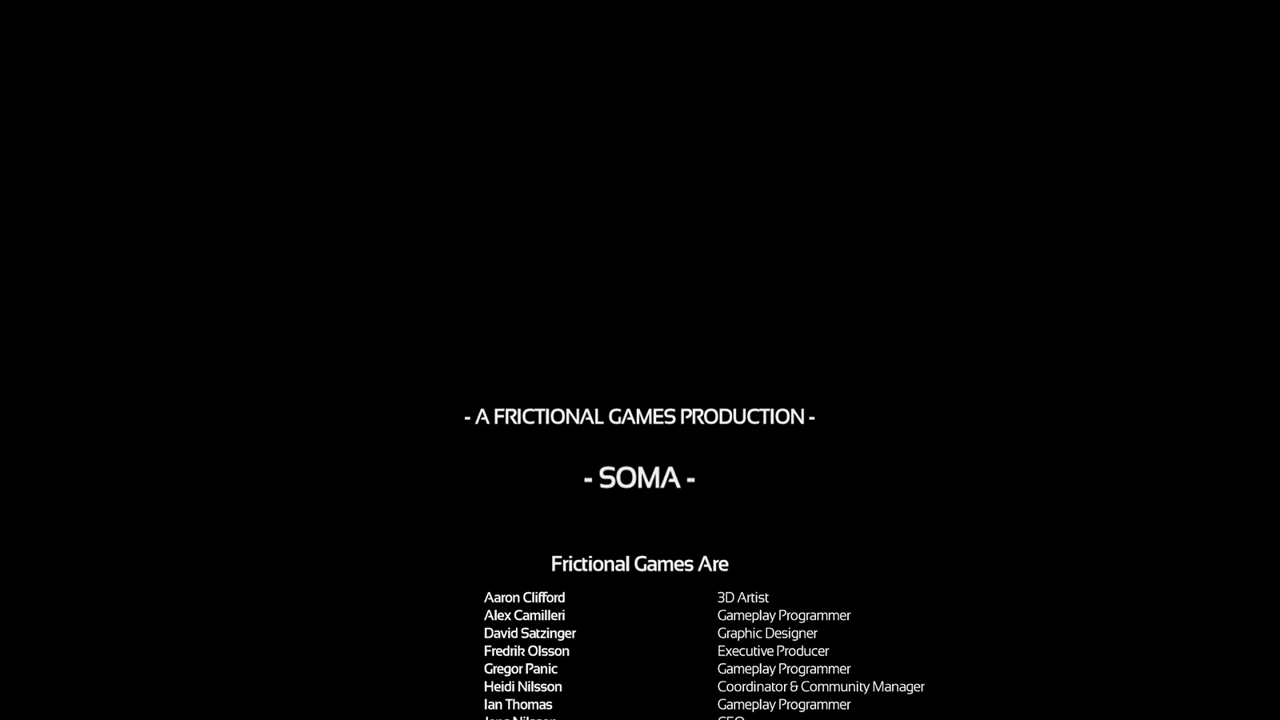 - A FRICTIONAL GAMES PRODUCTION -
- SOMA -
Frictional Games Are
Aaron Clifford 3D Artist
Alex Camilleri Gameplay Programmer
David Satzinger Graphic Designer
Fredrik Olsson Executive Producer
Gregor Panic Gameplay Programmer
Heidi Nilsson Coordinator & Community Manager
Ian Thomas Gameplay Programmer